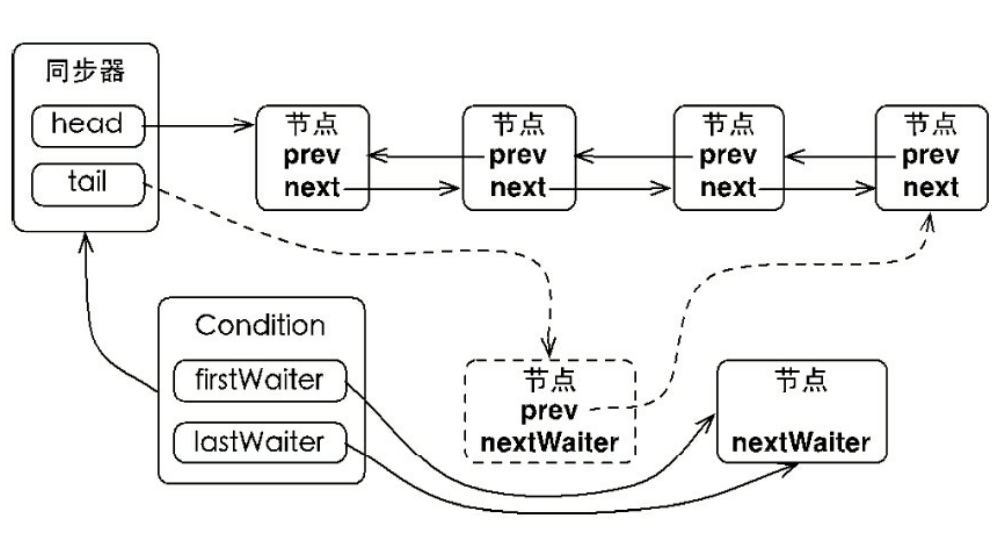 同步器
head
tail
节点
prev
next
节点
prev
next
节点
prev
next
节点
prev
next
Condition
firstWaiter
lastWaiter
节点
prev
nextWaiter
节点
nextWaiter